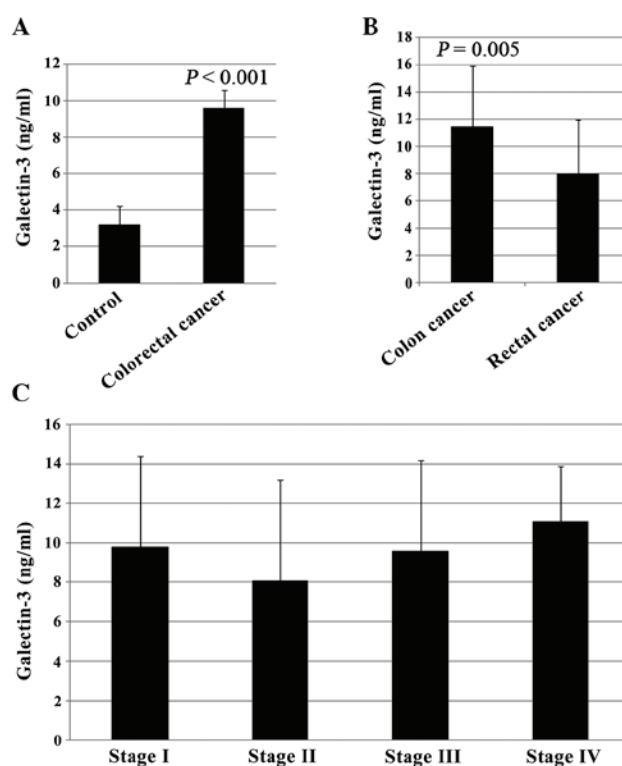 A
Galectin-3 (ng/ml)
12
10
8
6
4
2
0
P < 0.001
Control
Colorectal cancer
B
Galectin-3 (ng/ml)
18
16
14
12
10
8
6
4
2
0
P = 0.005
Colon cancer
Rectal cancer
C
Galectin-3 (ng/ml)
16
14
12
10
8
6
4
2
0
Stage I
Stage II
Stage III
Stage IV